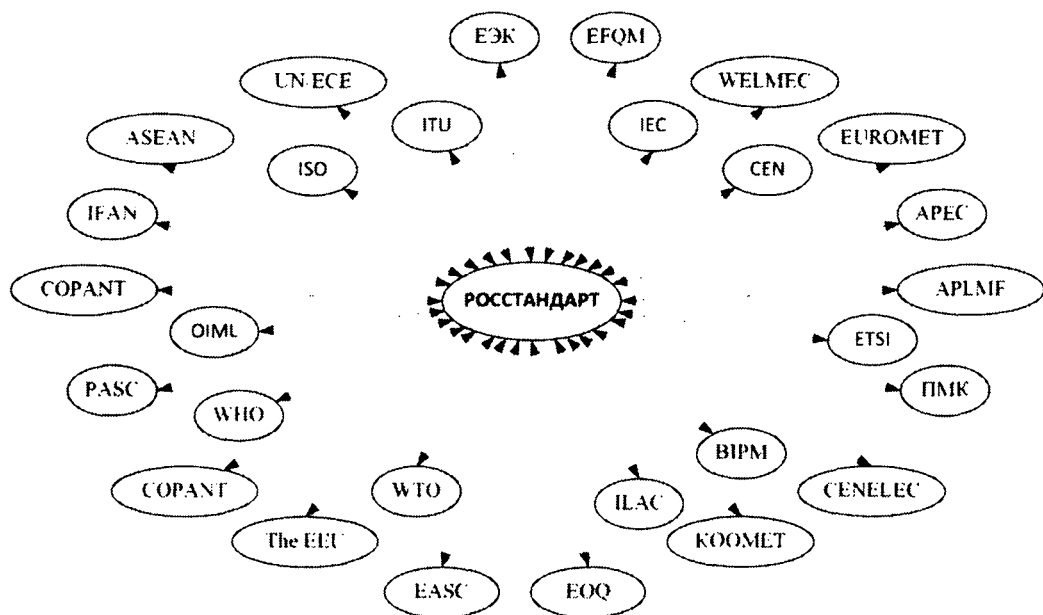 ЕЭК
EFQM
UN-ECE
WELMEC
ITU
IEC
ASEAN
EUROMET
ISO
CEN
IFAN
APEC
COPANT
РОССТАНДАРТ
APLMF
OIML
ETSI
PASC
ПМК
WHO
BIPM
COPANT
WTO
ILAC
CENELEC
The EEU
KOOMET
EASC
EOQ